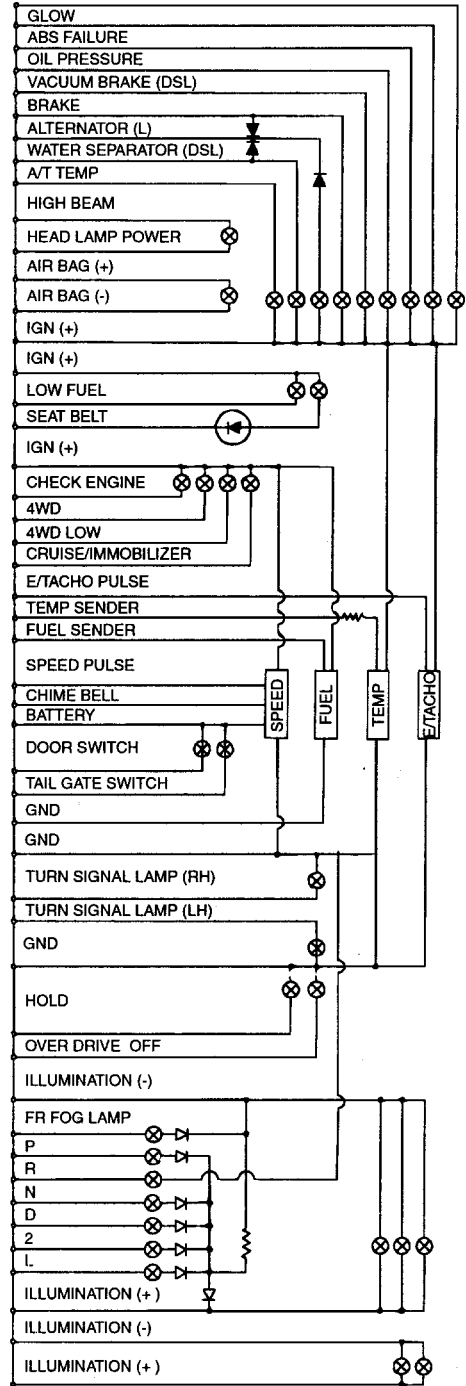 GLOW
ABS FAILURE
OIL PRESSURE
VACUUM BRAKE (DSL)
BRAKE
ALTERNATOR (L)
WATER SEPARATOR (DSL)
A/T TEMP
HIGH BEAM
HEAD LAMP POWER
AIR BAG (+)
AIR BAG (-)
IGN (+)
IGN (+)
LOW FUEL
SEAT BELT
IGN (+)
CHECK ENGINE
4WD
4WD LOW
CRUISE/IMMOBILIZER
E/TACHO PULSE
TEMP SENDER
FUEL SENDER
SPEED PULSE
CHIME BELL
BATTERY
SPEED
FUEL
TEMP
E/TACHO
DOOR SWITCH
TAIL GATE SWITCH
GND
GND
TURN SIGNAL LAMP (RH)
TURN SIGNAL LAMP (LH)
GND
HOLD
OVER DRIVE OFF
ILLUMINATION (-)
FR FOG LAMP
P
R
N
D
2
L
ILLUMINATION (+)
ILLUMINATION (-)
ILLUMINATION (+)